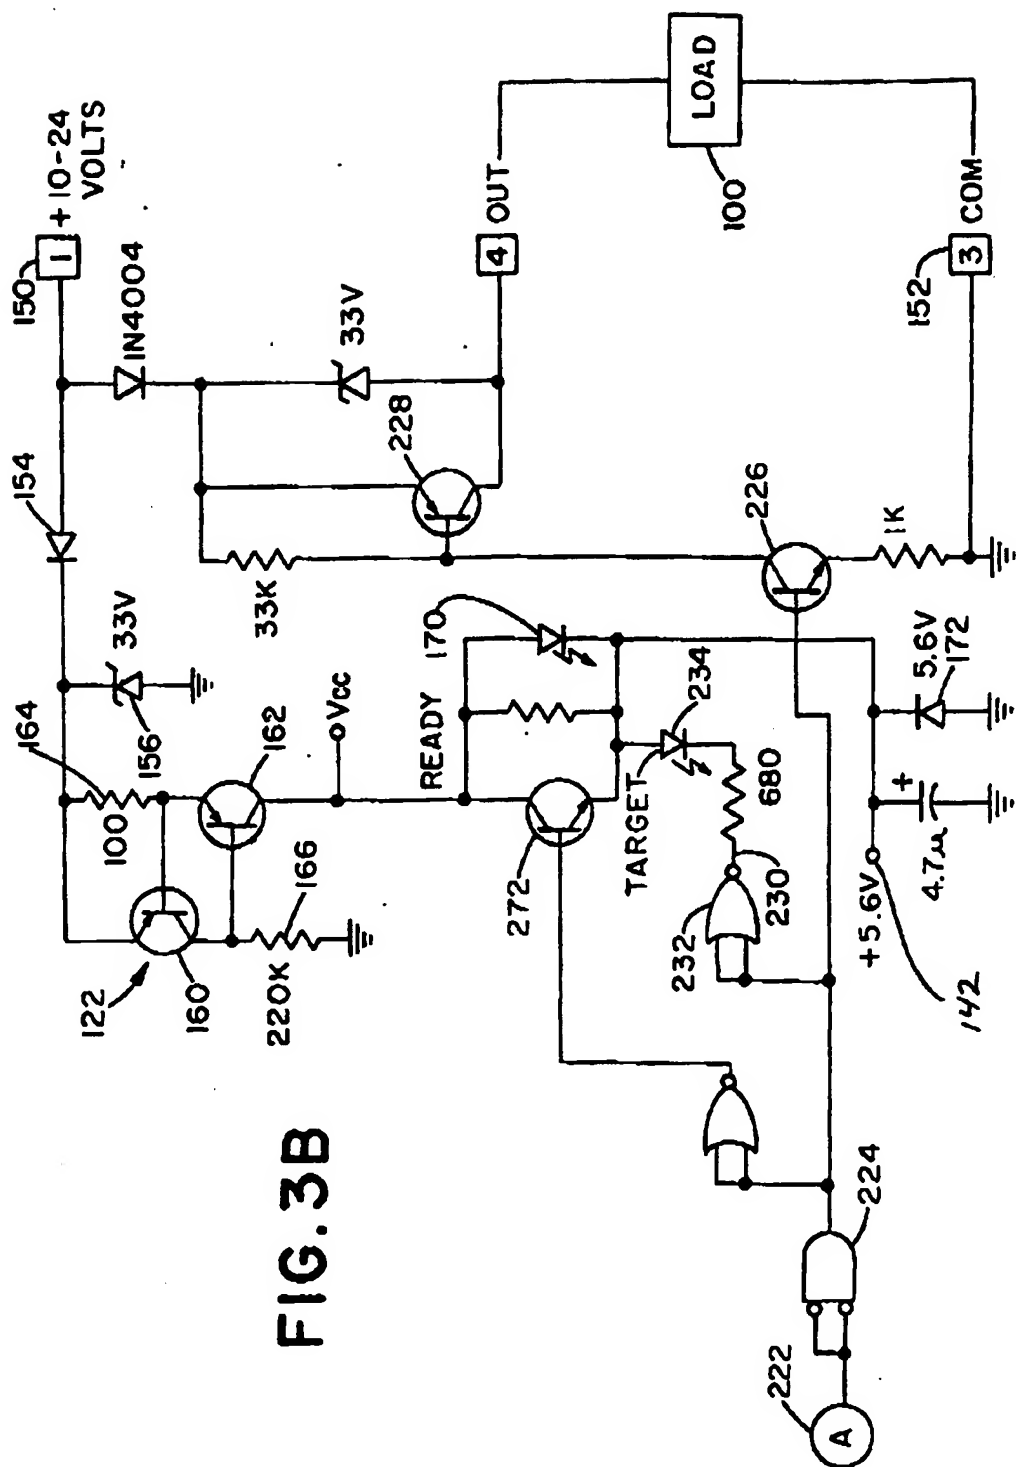 150
1
+ 10-24
VOLTS
154
1N4004
33V
4 OUT
LOAD
100
152
3 COM
164
33V
156
100
162
33K
228
226
1K
122
160
166
220K
Vcc
READY
170
272
TARGET
234
680
232
230
+5.6V
142
4.7u
+
5.6V
172
FIG. 3B
222
A
224